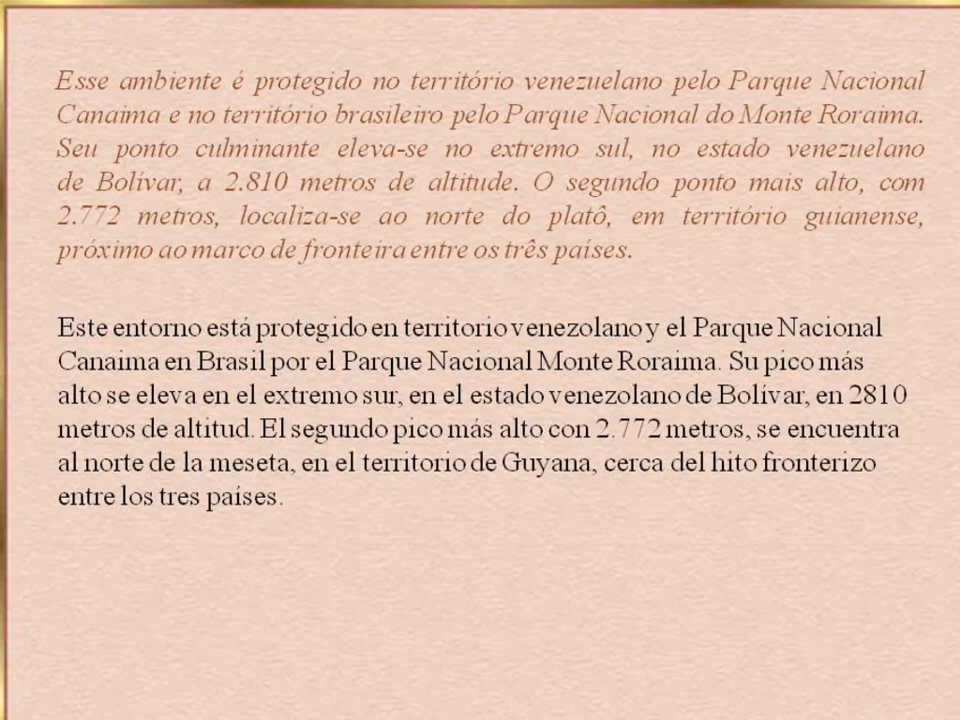 Esse ambiente é protegido no território venezuelano pelo Parque Nacional
Canaima e no território brasileiro pelo Parque Nacional do Monte Roraima.
Seu ponto culminante eleva-se no extremo sul, no estado venezuelano
de Bolívar, a 2.810 metros de altitude. O segundo ponto mais alto, com
2.772 metros, localiza-se ao norte do platô, em território guianense,
próximo ao marco de fronteira entre os três países.
Este entorno está protegido en territorio venezolano y el Parque Nacional
Canaima en Brasil por el Parque Nacional Monte Roraima. Su pico más
alto se eleva en el extremo sur, en el estado venezolano de Bolívar, en 2810
metros de altitud. El segundo pico más alto con 2.772 metros, se encuentra
al norte de la meseta, en el territorio de Guyana, cerca del hito fronterizo
entre los tres países.